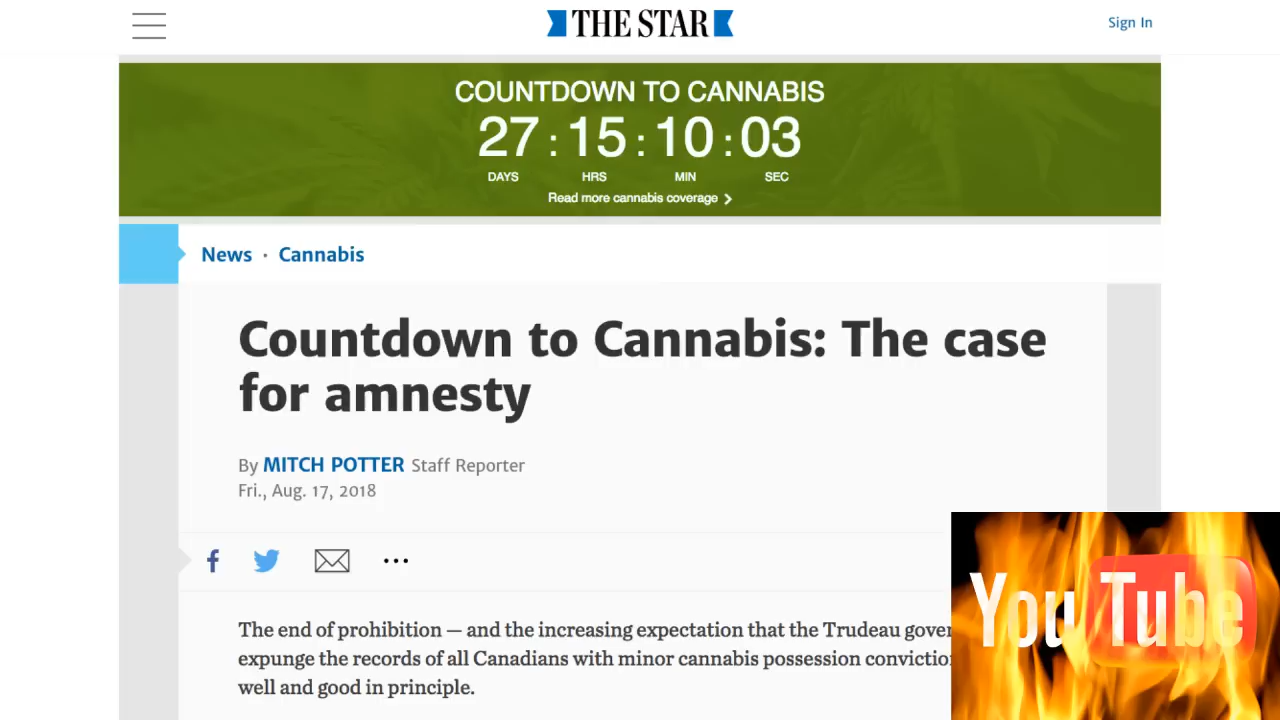 THE STAR
Sign In
COUNTDOWN TO CANNABIS
27 : 15 : 10 : 03
DAYS HRS MIN SEC
Read more cannabis coverage
News · Cannabis
Countdown to Cannabis: The case
for amnesty
By MITCH POTTER Staff Reporter
Fri., Aug. 17, 2018
The end of prohibition — and the increasing expectation that the Trudeau gover
expunge the records of all Canadians with minor cannabis possession convictio
well and good in principle.
You Tube